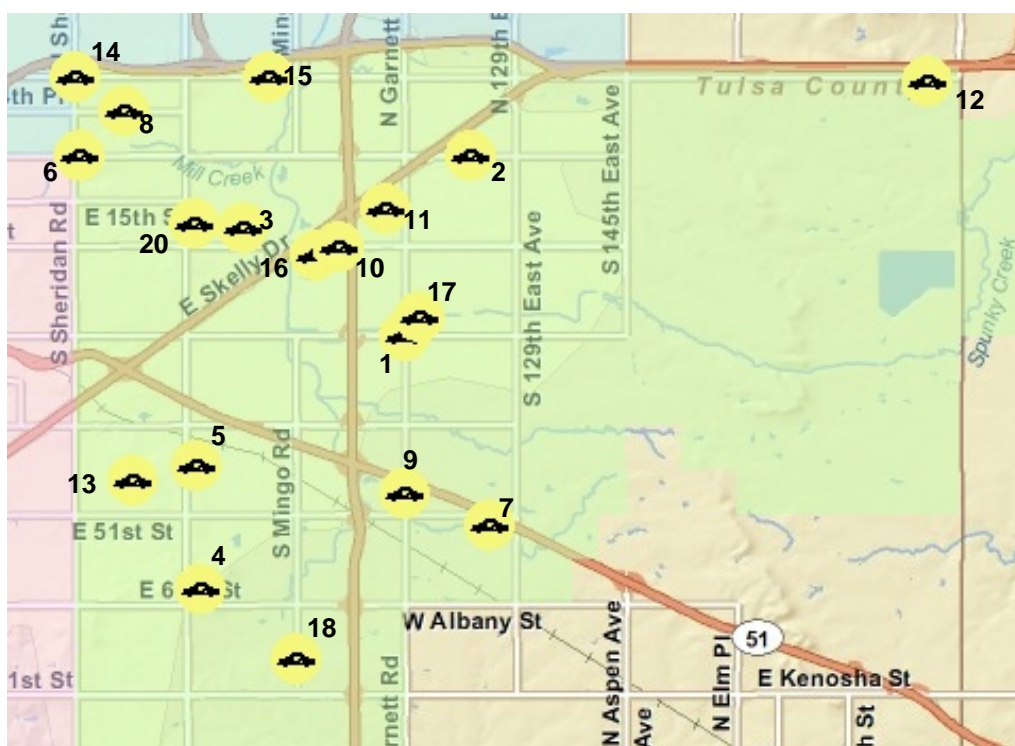 14
15
8
6
N Garnett
N 129th E
2
12
Tulsa County
Mill Creek
E 15th S
20
3
11
16
10
E Skelly Dr
S Sheridan Rd
S 145th East Ave
S 129th East Ave
17
1
Spunky Creek
5
13
9
7
E 51st St
S Mingo Rd
4
E 6 St
18
W Albany St
51
1st St
E Kenosha St
N Aspen Ave
N Elm Pl
rnett Rd
Ave
h St